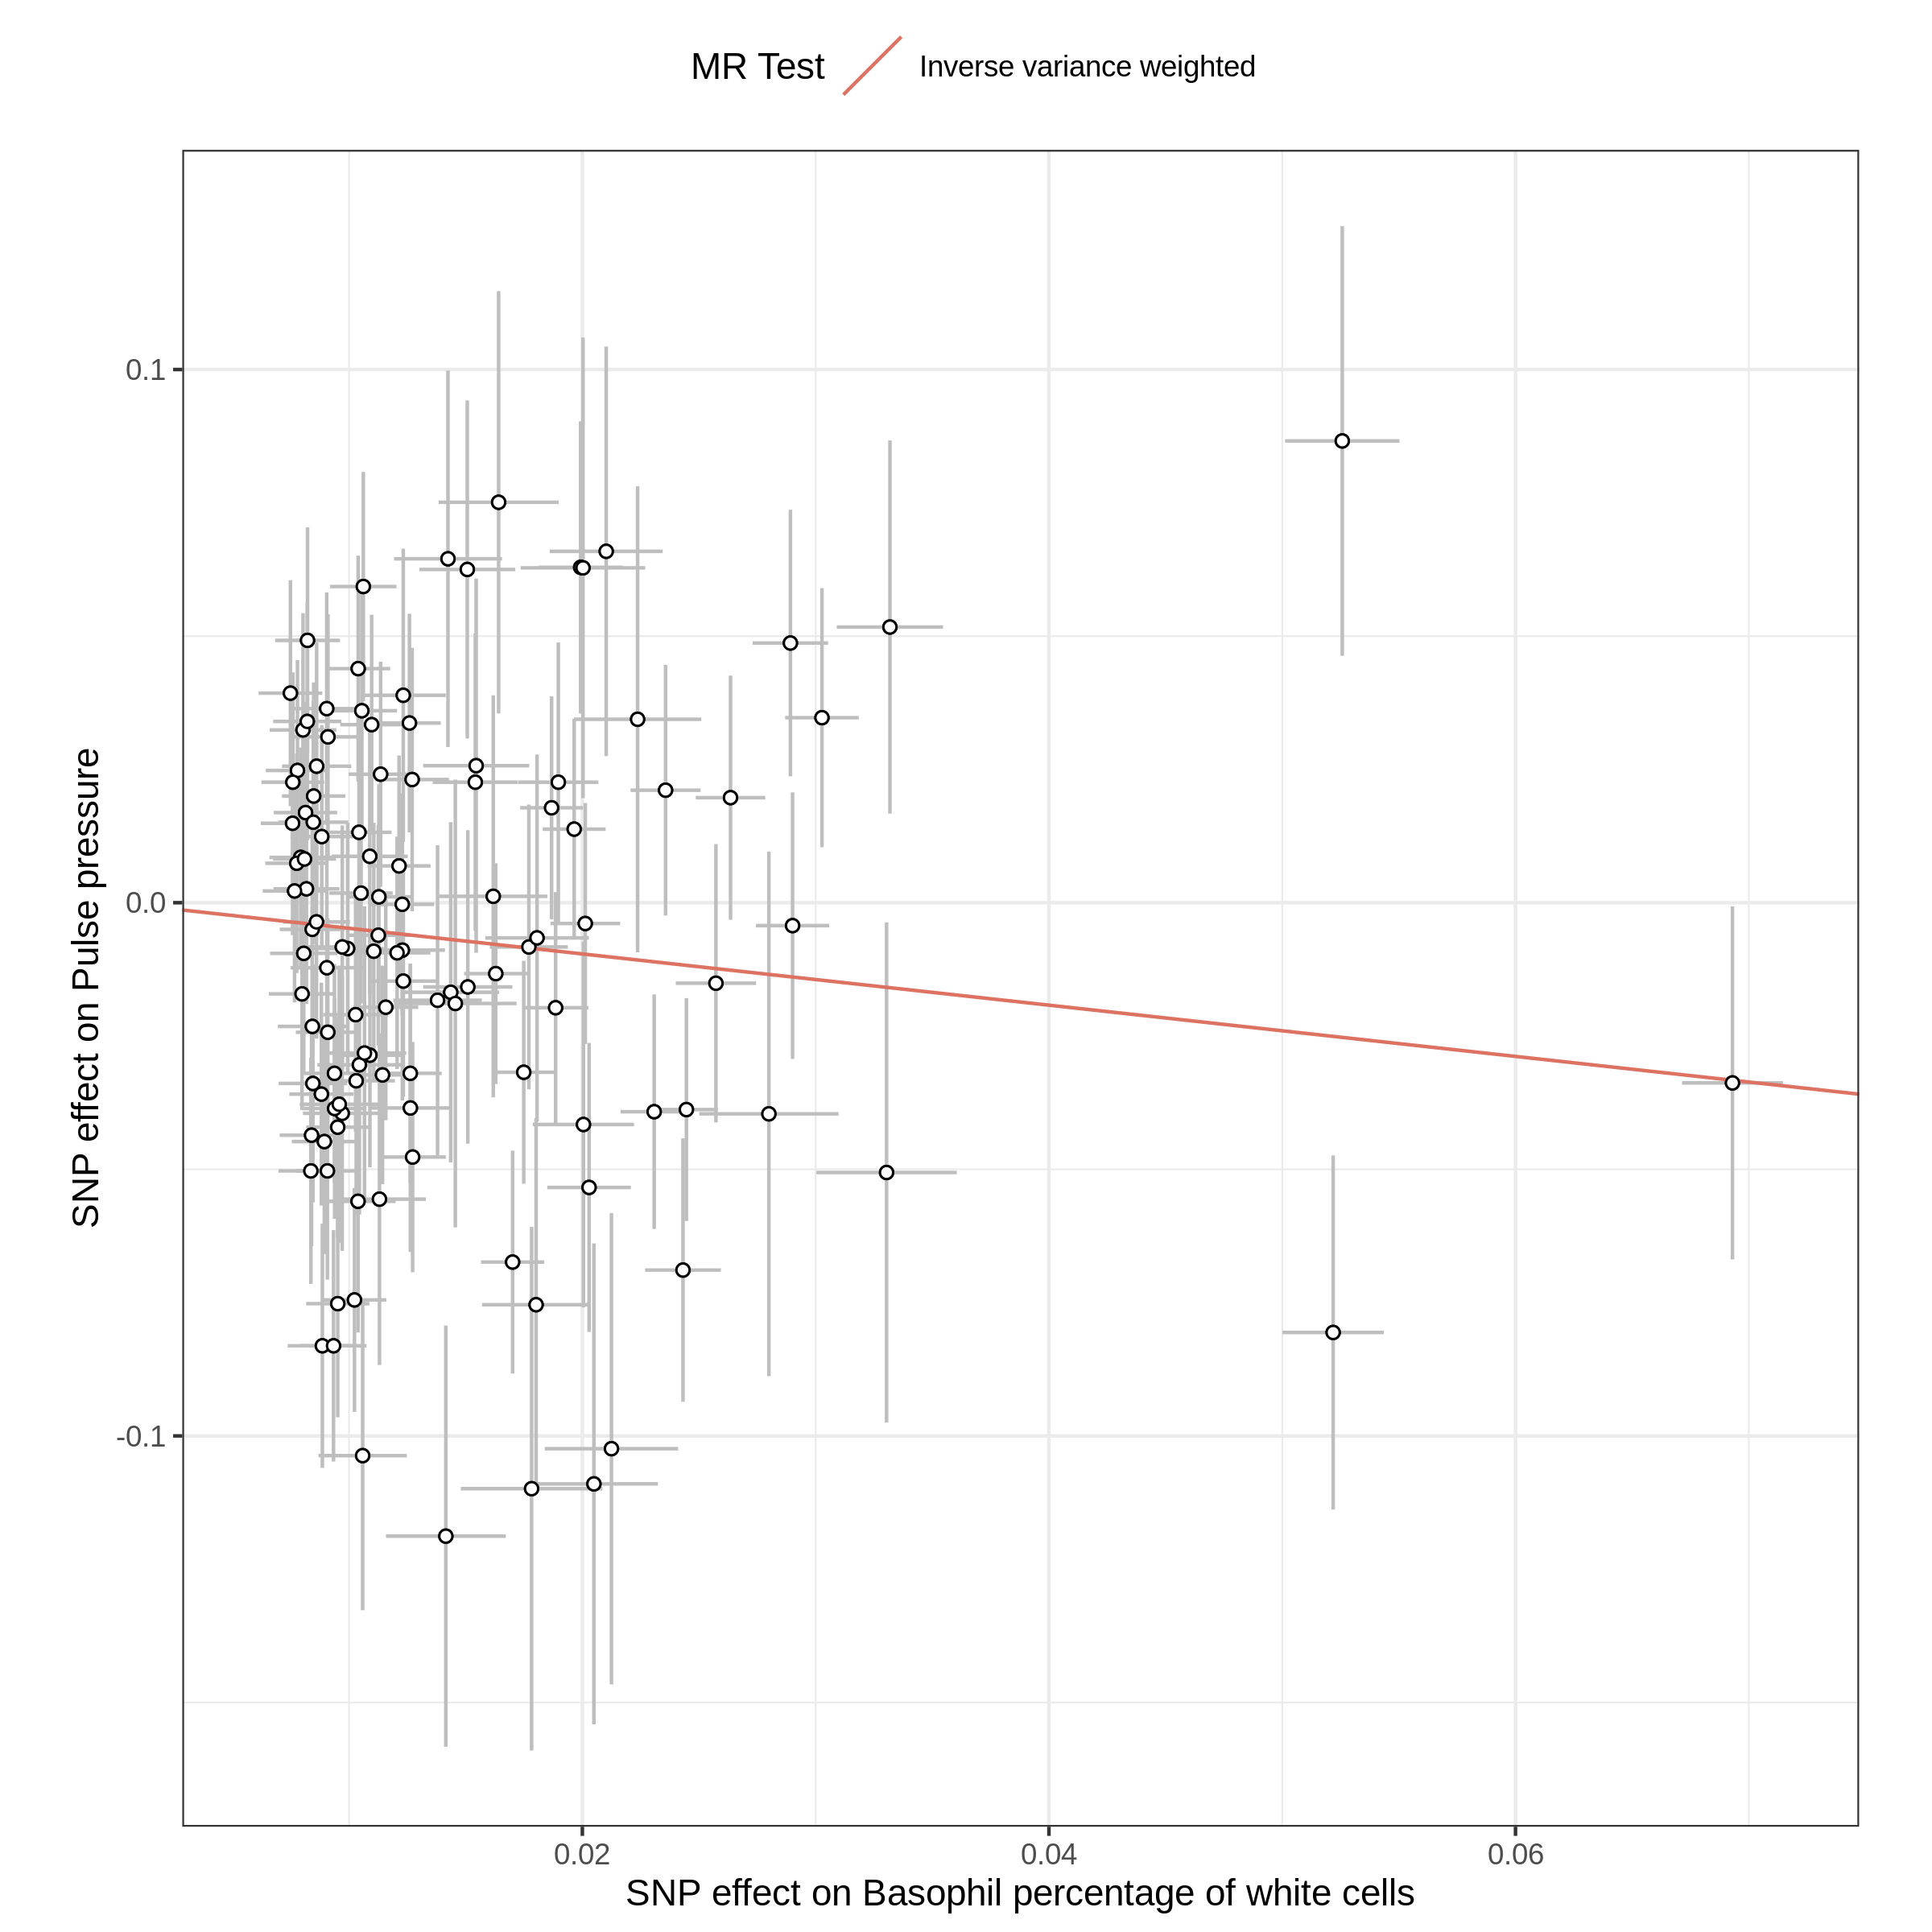 MR Test Inverse variance weighted
0.1
0.0
-0.1
SNP effect on Pulse pressure
0.02 0.04 0.06
SNP effect on Basophil percentage of white cells